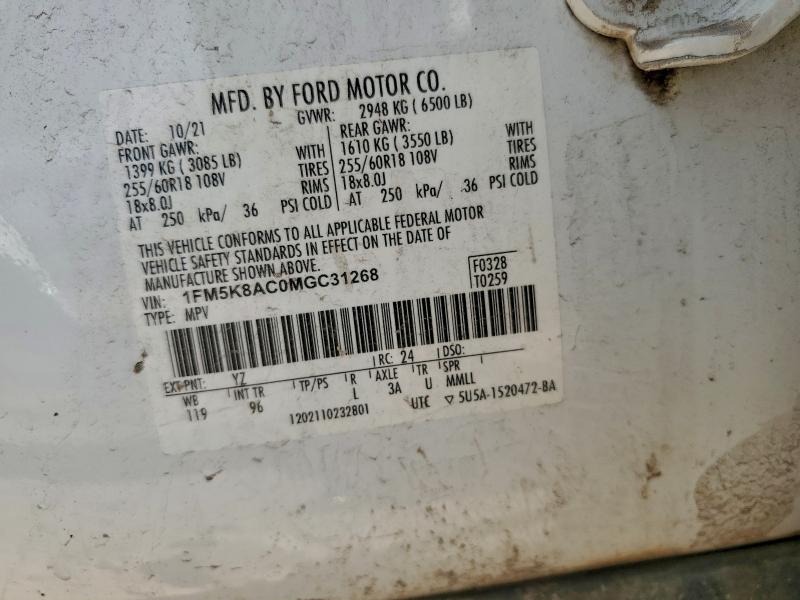 MFD. BY FORD MOTOR CO.
DATE: 10/21 GVWR: 2948 KG ( 6500 LB)
FRONT GAWR: REAR GAWR:
1399 KG ( 3085 LB) WITH 1610 KG ( 3550 LB) WITH
255/60R18 108V TIRES 255/60R18 108V TIRES
18x8.0J RIMS 18x8.0J RIMS
AT 250 kPa/ 36 PSI COLD AT 250 kPa/ 36 PSI COLD
THIS VEHICLE CONFORMS TO ALL APPLICABLE FEDERAL MOTOR
VEHICLE SAFETY STANDARDS IN EFFECT ON THE DATE OF
MANUFACTURE SHOWN ABOVE.
VIN: 1FM5K8AC0MGC31268 F0328
TYPE: MPV T0259
EXT PNT: YZ RC: 24 DSO:
WB INT TR TP/PS R AXLE TR SPR
119 96 L 3A U MMLL
1202110232801 UTC ▽ 5U5A-1520472-BA